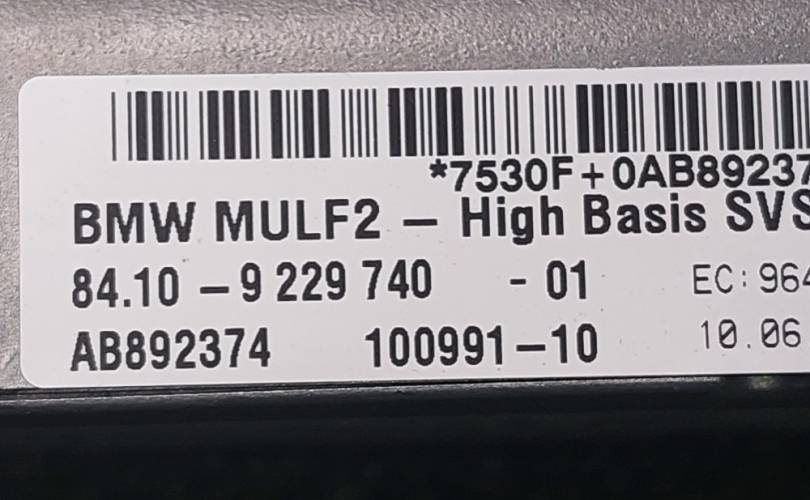 *7530F+0AB89237
BMW MULF2 – High Basis SVS
84.10 – 9 229 740 - 01 EC: 964
AB892374 100991–10 10.06